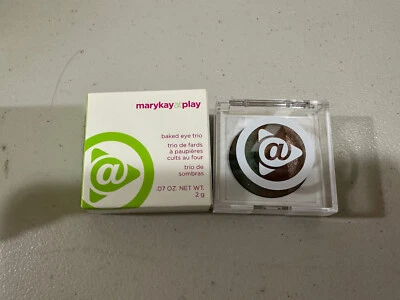 marykay at play
baked eye trio
trio de fards
à paupières
cuits au four
trio de
sombras
.07 OZ. NET WT.
2 g
@
@